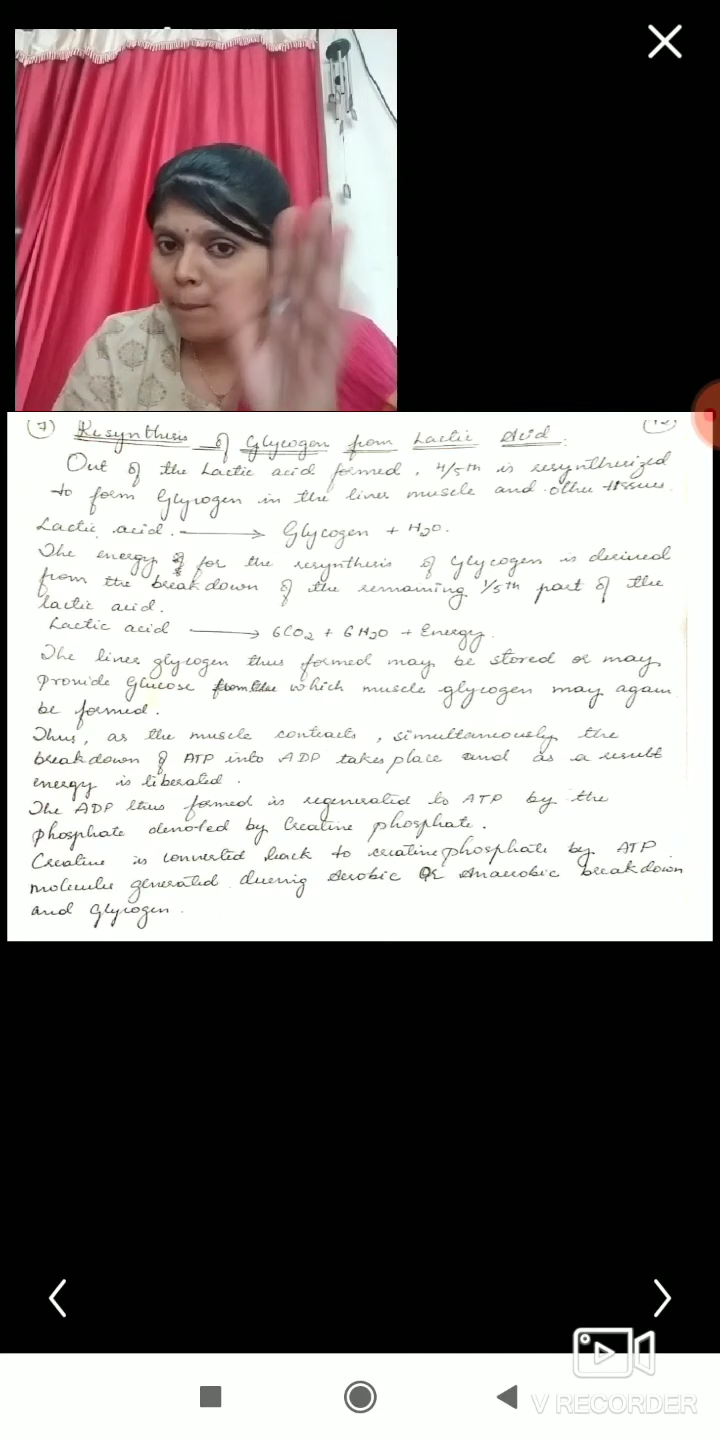 7) Resynthesis of Glycogen from Lactic Acid:
Out of the Lactic acid formed, 4/5th is resynthesized
to form Glycogen in the liver muscle and other tissues.
Lactic acid. ⟶ Glycogen + H2O.
The energy for the resynthesis of Glycogen is derived
from the breakdown of the remaining 1/5th part of the
lactic acid.
Lactic acid ⟶ 6CO2 + 6H2O + Energy.
The liver glycogen thus formed may be stored or may
provide Glucose from which muscle glycogen may again
be formed.
Thus, as the muscle contracts, simultaneously the
breakdown of ATP into ADP takes place and as a result
energy is liberated.
The ADP thus formed is regenerated to ATP by the
phosphate denoted by Creatine phosphate.
Creatine is converted back to creatine phosphate by ATP
molecules generated during Aerobic OR Anaerobic breakdown
and Glycogen.
V RECORDER